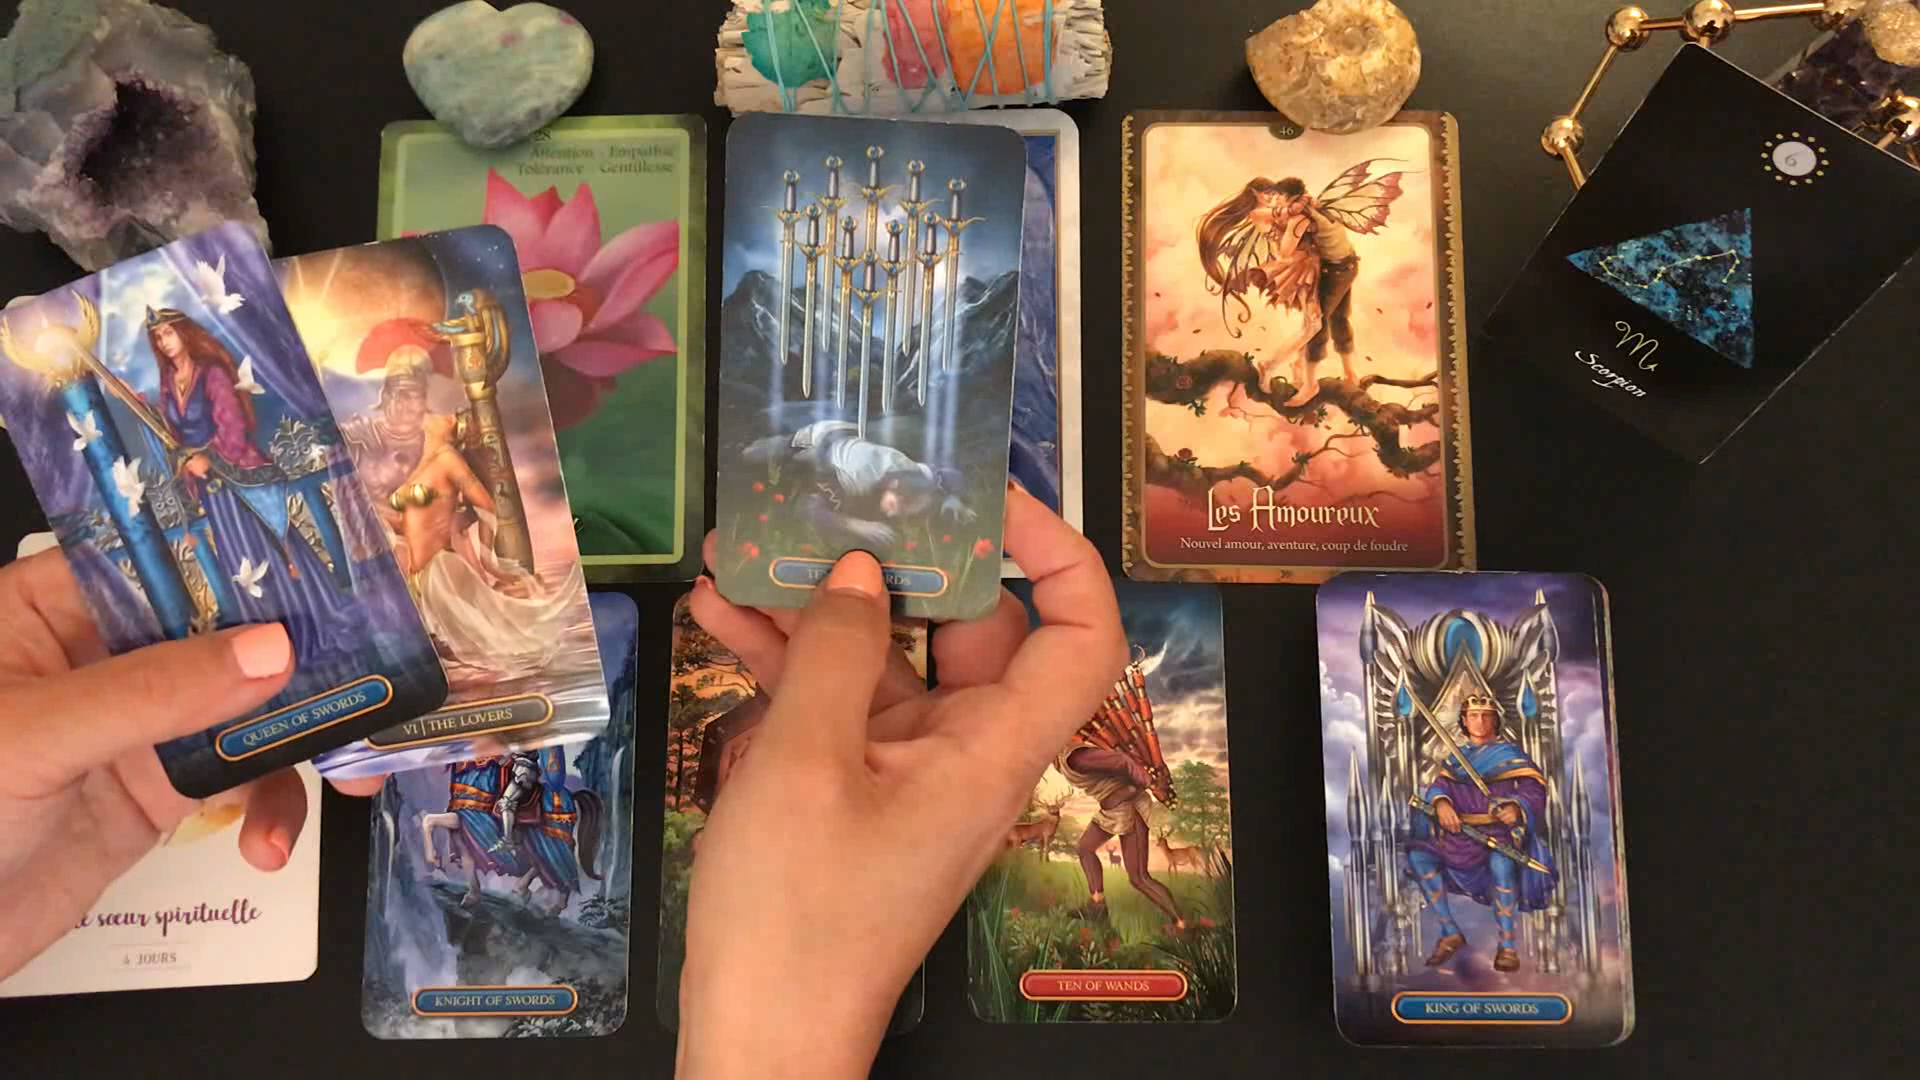 28
Attention - Empathie
Tolérance - Gentillesse
46
Les Amoureux
Nouvel amour, aventure, coup de foudre
6
Scorpion
QUEEN OF SWORDS
VI | THE LOVERS
sœur spirituelle
4 JOURS
KNIGHT OF SWORDS
TEN OF WANDS
KING OF SWORDS